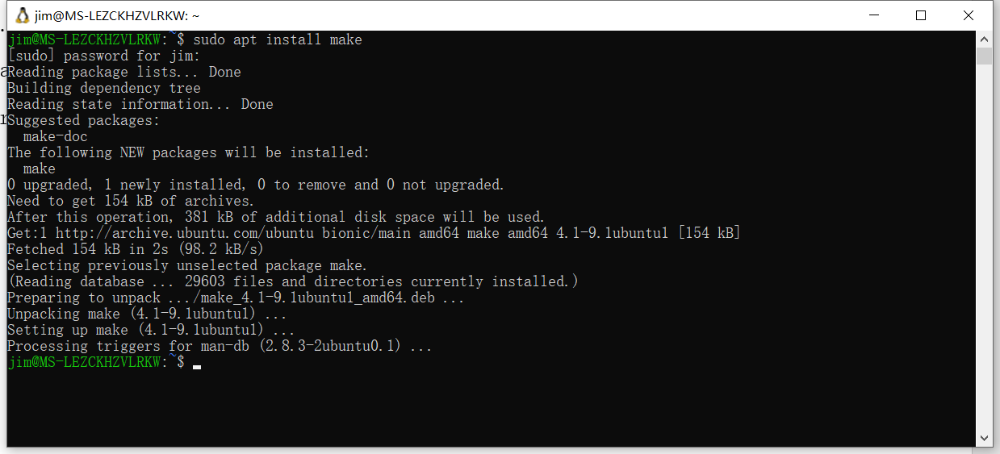 jim@MS-LEZCKHZVLRKW: ~
jim@MS-LEZCKHZVLRKW:~$ sudo apt install make
[sudo] password for jim:
Reading package lists... Done
Building dependency tree
Reading state information... Done
Suggested packages:
  make-doc
The following NEW packages will be installed:
  make
0 upgraded, 1 newly installed, 0 to remove and 0 not upgraded.
Need to get 154 kB of archives.
After this operation, 381 kB of additional disk space will be used.
Get:1 http://archive.ubuntu.com/ubuntu bionic/main amd64 make amd64 4.1-9.1ubuntu1 [154 kB]
Fetched 154 kB in 2s (98.2 kB/s)
Selecting previously unselected package make.
(Reading database ... 29603 files and directories currently installed.)
Preparing to unpack .../make_4.1-9.1ubuntu1_amd64.deb ...
Unpacking make (4.1-9.1ubuntu1) ...
Setting up make (4.1-9.1ubuntu1) ...
Processing triggers for man-db (2.8.3-2ubuntu0.1) ...
jim@MS-LEZCKHZVLRKW:~$